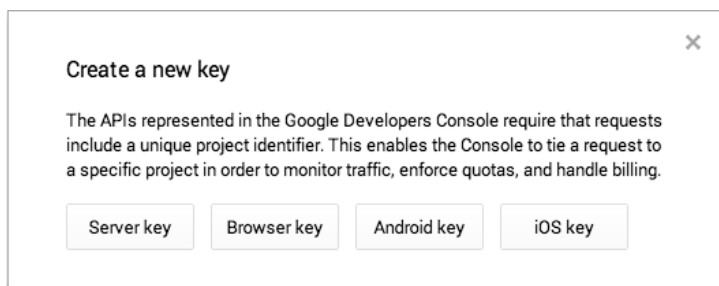 Create a new key
The APIs represented in the Google Developers Console require that requests
include a unique project identifier. This enables the Console to tie a request to
a specific project in order to monitor traffic, enforce quotas, and handle billing.
Server key Browser key Android key iOS key